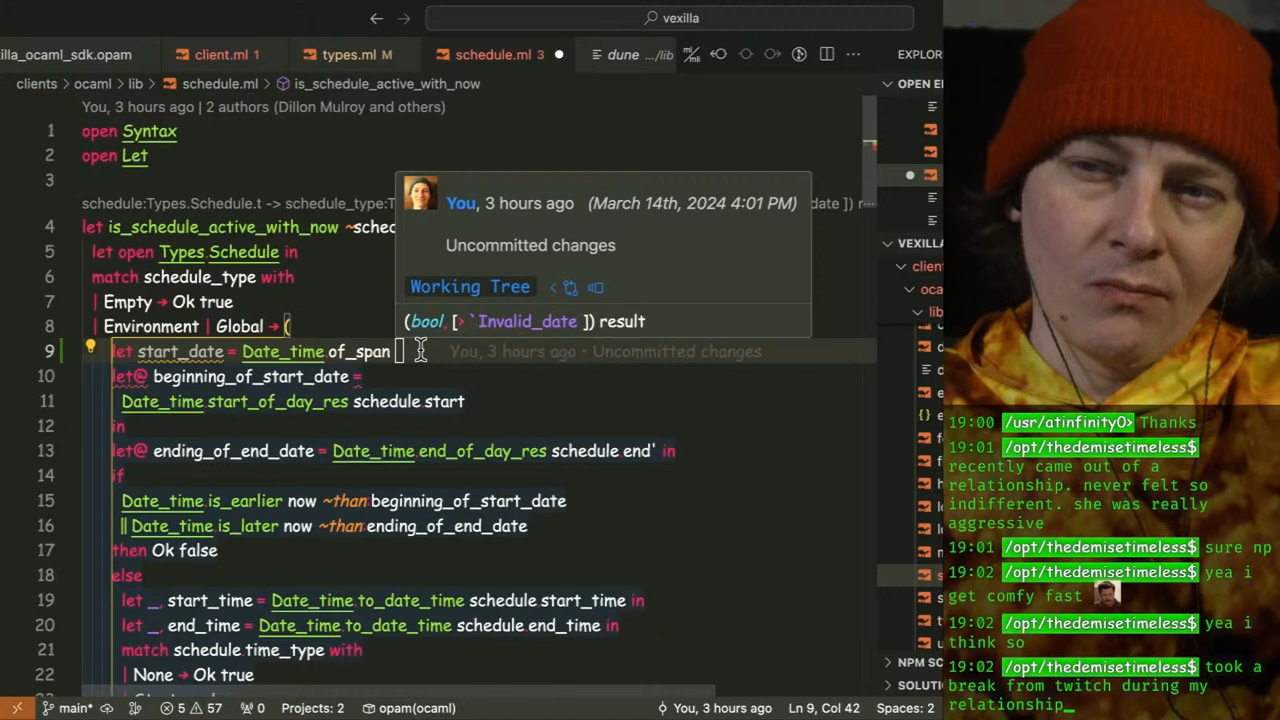 vexilla
lla_ocaml_sdk.opam
client.ml 1
types.ml M
schedule.ml 3
dune .../lib
EXPLOR
clients > ocaml > lib > schedule.ml > is_schedule_active_with_now
You, 3 hours ago | 2 authors (Dillon Mulroy and others)
1 open Syntax
2 open Let
3
schedule:Types.Schedule.t -> schedule_type:T
4 let is_schedule_active_with_now ~sched
5 let open Types.Schedule in
6 match schedule_type with
7 | Empty → Ok true
8 | Environment | Global → (
9 let start_date = Date_time.of_span You, 3 hours ago • Uncommitted changes
10 let@ beginning_of_start_date =
11 Date_time.start_of_day_res schedule.start
12 in
13 let@ ending_of_end_date = Date_time.end_of_day_res schedule.end' in
14 if
15 Date_time.is_earlier now ~than:beginning_of_start_date
16 || Date_time.is_later now ~than:ending_of_end_date
17 then Ok false
18 else
19 let _, start_time = Date_time.to_date_time schedule.start_time in
20 let _, end_time = Date_time.to_date_time schedule.end_time in
21 match schedule.time_type with
22 | None → Ok true
You, 3 hours ago (March 14th, 2024 4:01 PM)
Uncommitted changes
Working Tree
(bool, [> `Invalid_date ]) result
OPEN E
VEXILLA
client
oca
lib
NPM SC
SOLUTIO
main*
5 57
0
Projects: 2
opam(ocaml)
You, 3 hours ago
Ln 9, Col 42
Spaces: 2
19:00 /usr/atinfinity0> Thanks
19:01 /opt/thedemisetimeless$
recently came out of a
relationship. never felt so
indifferent. she was really
aggressive
19:01 /opt/thedemisetimeless$ sure np
19:02 /opt/thedemisetimeless$ yea i
get comfy fast
19:02 /opt/thedemisetimeless$ yea i
think so
19:02 /opt/thedemisetimeless$ took a
break from twitch during my
relationship_